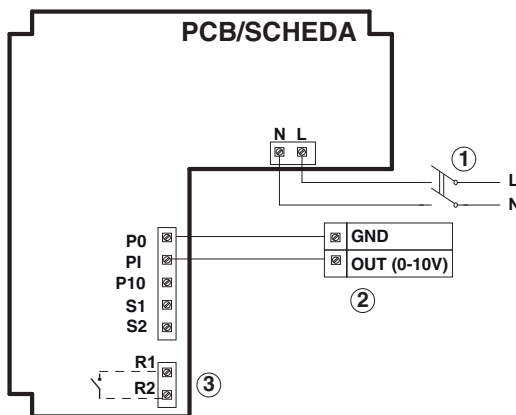 PCB/SCHEDA
N L
1
L
N
P0
GND
PI
OUT (0-10V)
P10
2
S1
S2
R1
R2
3